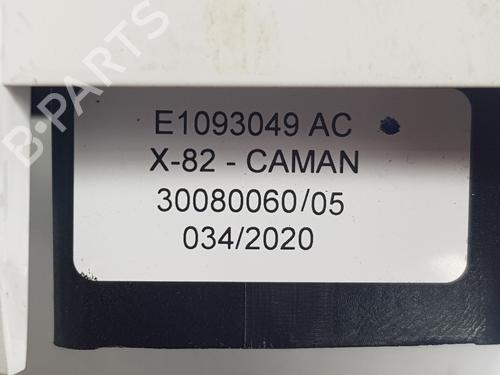 B-PARTS
E1093049 AC
X-82 - CAMAN
30080060/05
034/2020